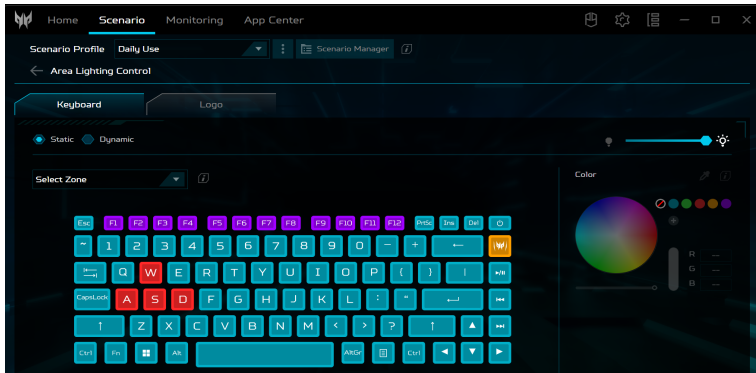 Home Scenario Monitoring App Center
Scenario Profile Daily Use Scenario Manager
Area Lighting Control
Keyboard Logo
Static Dynamic
Select Zone
Color
Esc F1 F2 F3 F4 F5 F6 F7 F8 F9 F10 F11 F12 PrtSc Ins Del
~ 1 2 3 4 5 6 7 8 9 0 - +
Q W E R T Y U I O P ( ) |
R --
G --
B --
CapsLock A S D F G H J K L : "
Z X C V B N M < > ?
Ctrl Fn Alt AltGr Ctrl